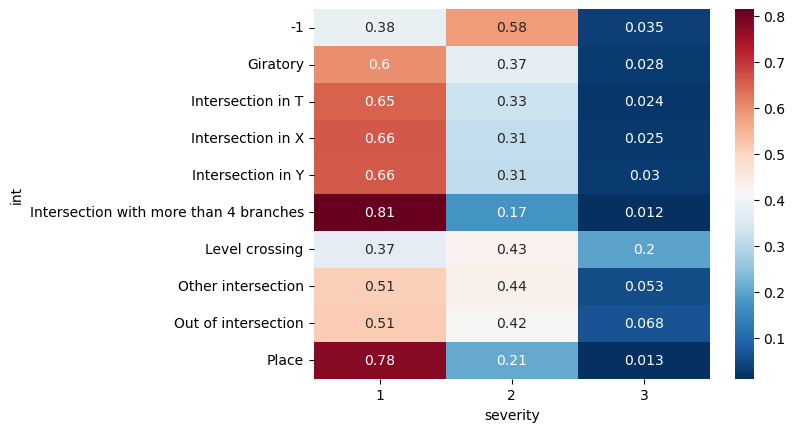 -1 0.38 0.58 0.035
Giratory 0.6 0.37 0.028
Intersection in T 0.65 0.33 0.024
Intersection in X 0.66 0.31 0.025
Intersection in Y 0.66 0.31 0.03
Intersection with more than 4 branches 0.81 0.17 0.012
Level crossing 0.37 0.43 0.2
Other intersection 0.51 0.44 0.053
Out of intersection 0.51 0.42 0.068
Place 0.78 0.21 0.013
1 2 3
severity
int
0.8
0.7
0.6
0.5
0.4
0.3
0.2
0.1